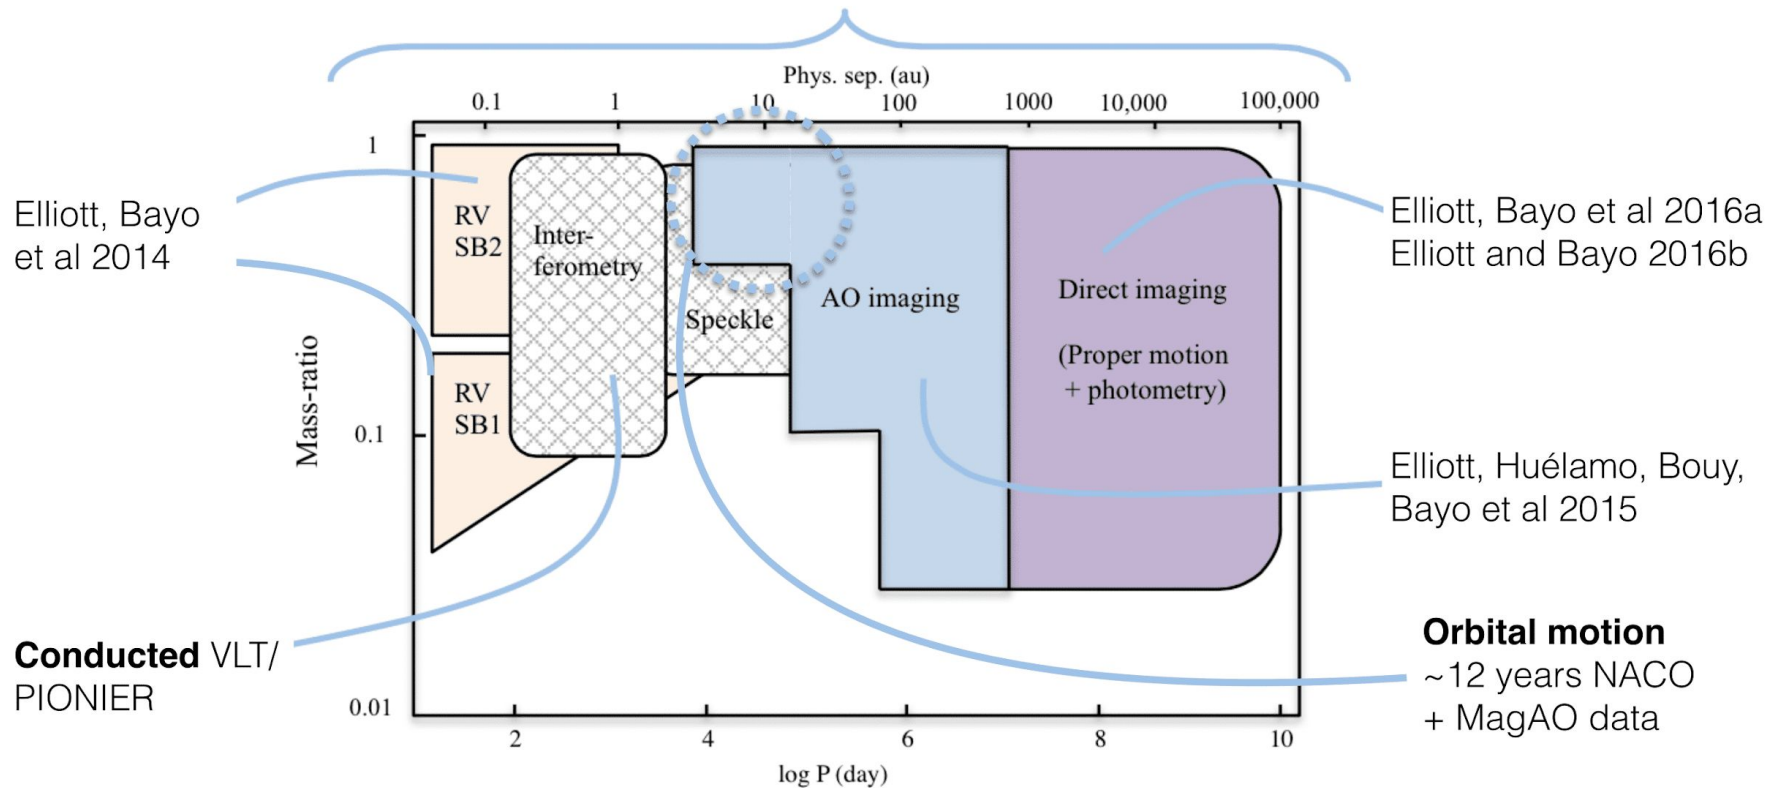 Phys. sep. (au)
0.1 1 10 100 1000 10,000 100,000
1
0.1
0.01
Mass-ratio
RV
SB2
RV
SB1
Inter-
ferometry
Speckle
AO imaging
Direct imaging
(Proper motion
+ photometry)
2 4 6 8 10
log P (day)
Elliott, Bayo
et al 2014
Conducted VLT/
PIONIER
Elliott, Bayo et al 2016a
Elliott and Bayo 2016b
Elliott, Huélamo, Bouy,
Bayo et al 2015
Orbital motion
~12 years NACO
+ MagAO data